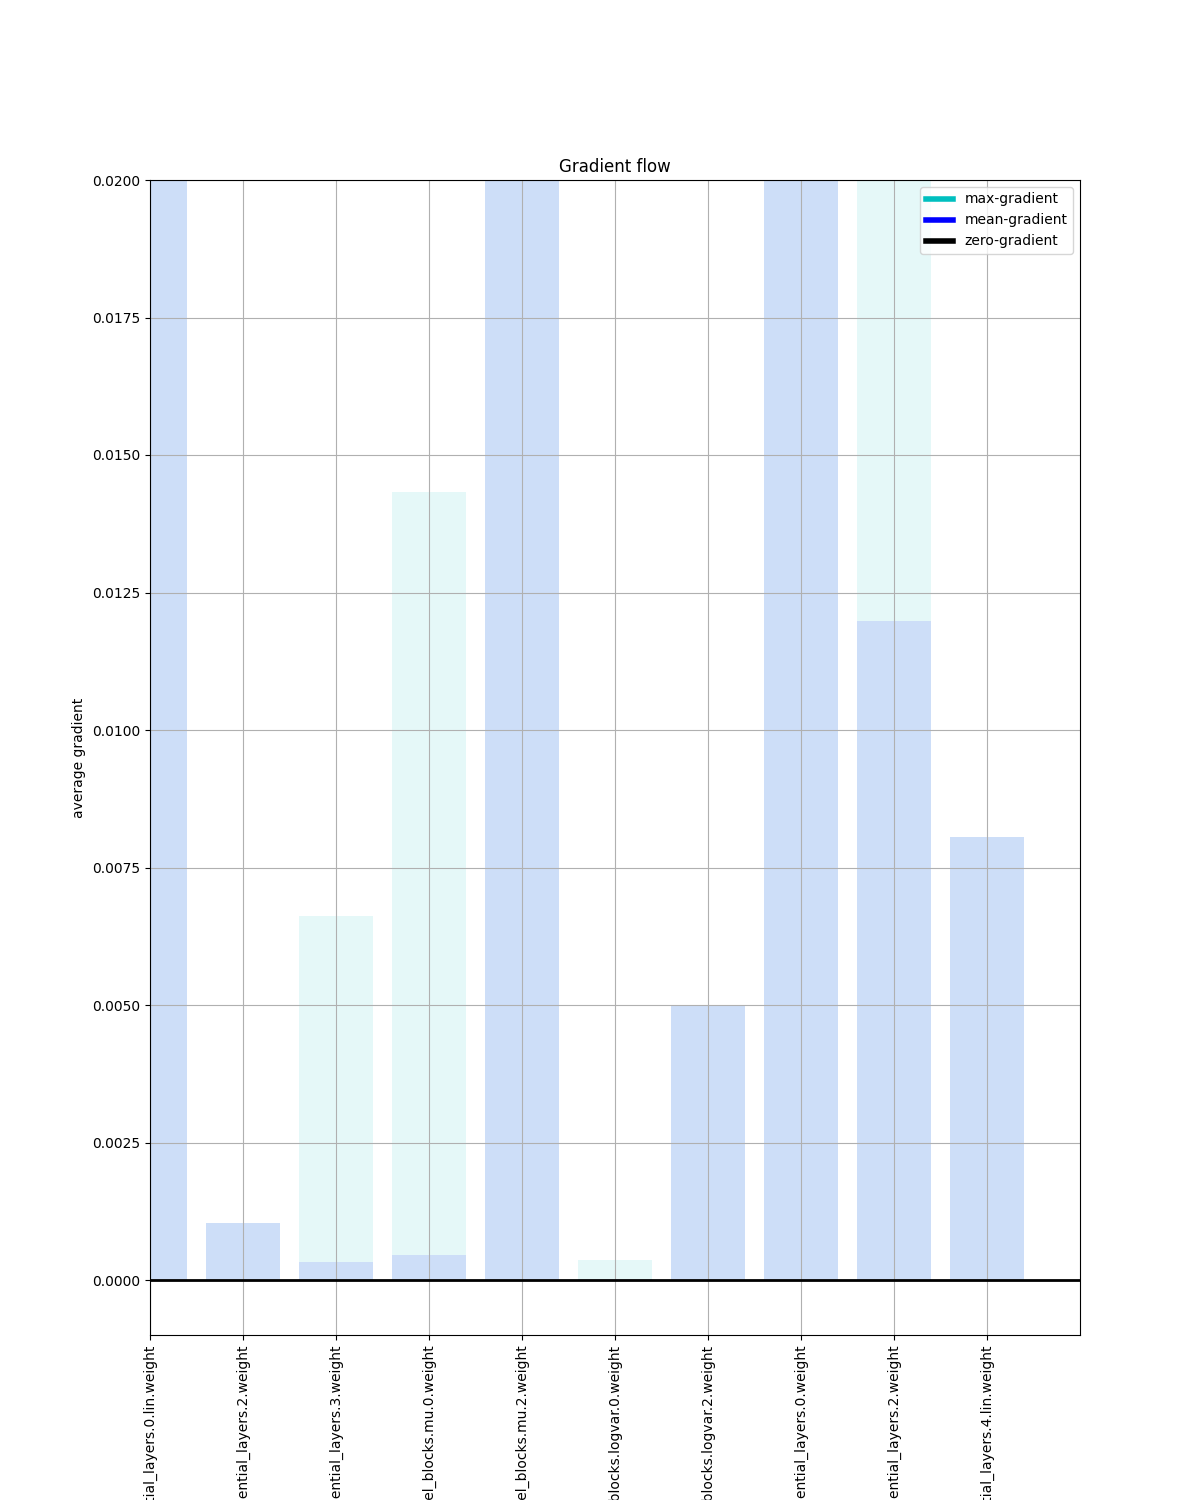 Gradient flow
max-gradient
mean-gradient
zero-gradient
0.0200
0.0175
0.0150
0.0125
0.0100
0.0075
0.0050
0.0025
0.0000
average gradient
tial_layers.0.lin.weight
ential_layers.2.weight
ential_layers.3.weight
el_blocks.mu.0.weight
el_blocks.mu.2.weight
blocks.logvar.0.weight
blocks.logvar.2.weight
ential_layers.0.weight
ential_layers.2.weight
tial_layers.4.lin.weight